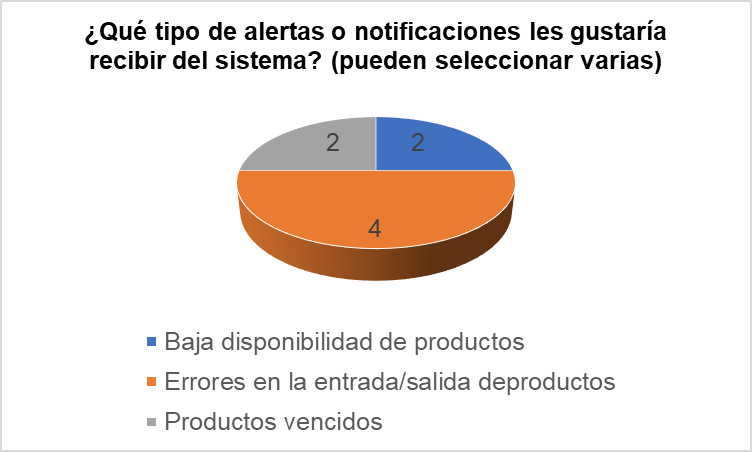 ¿Qué tipo de alertas o notificaciones les gustaría
recibir del sistema? (pueden seleccionar varias)
2
2
4
Baja disponibilidad de productos
Errores en la entrada/salida deproductos
Productos vencidos